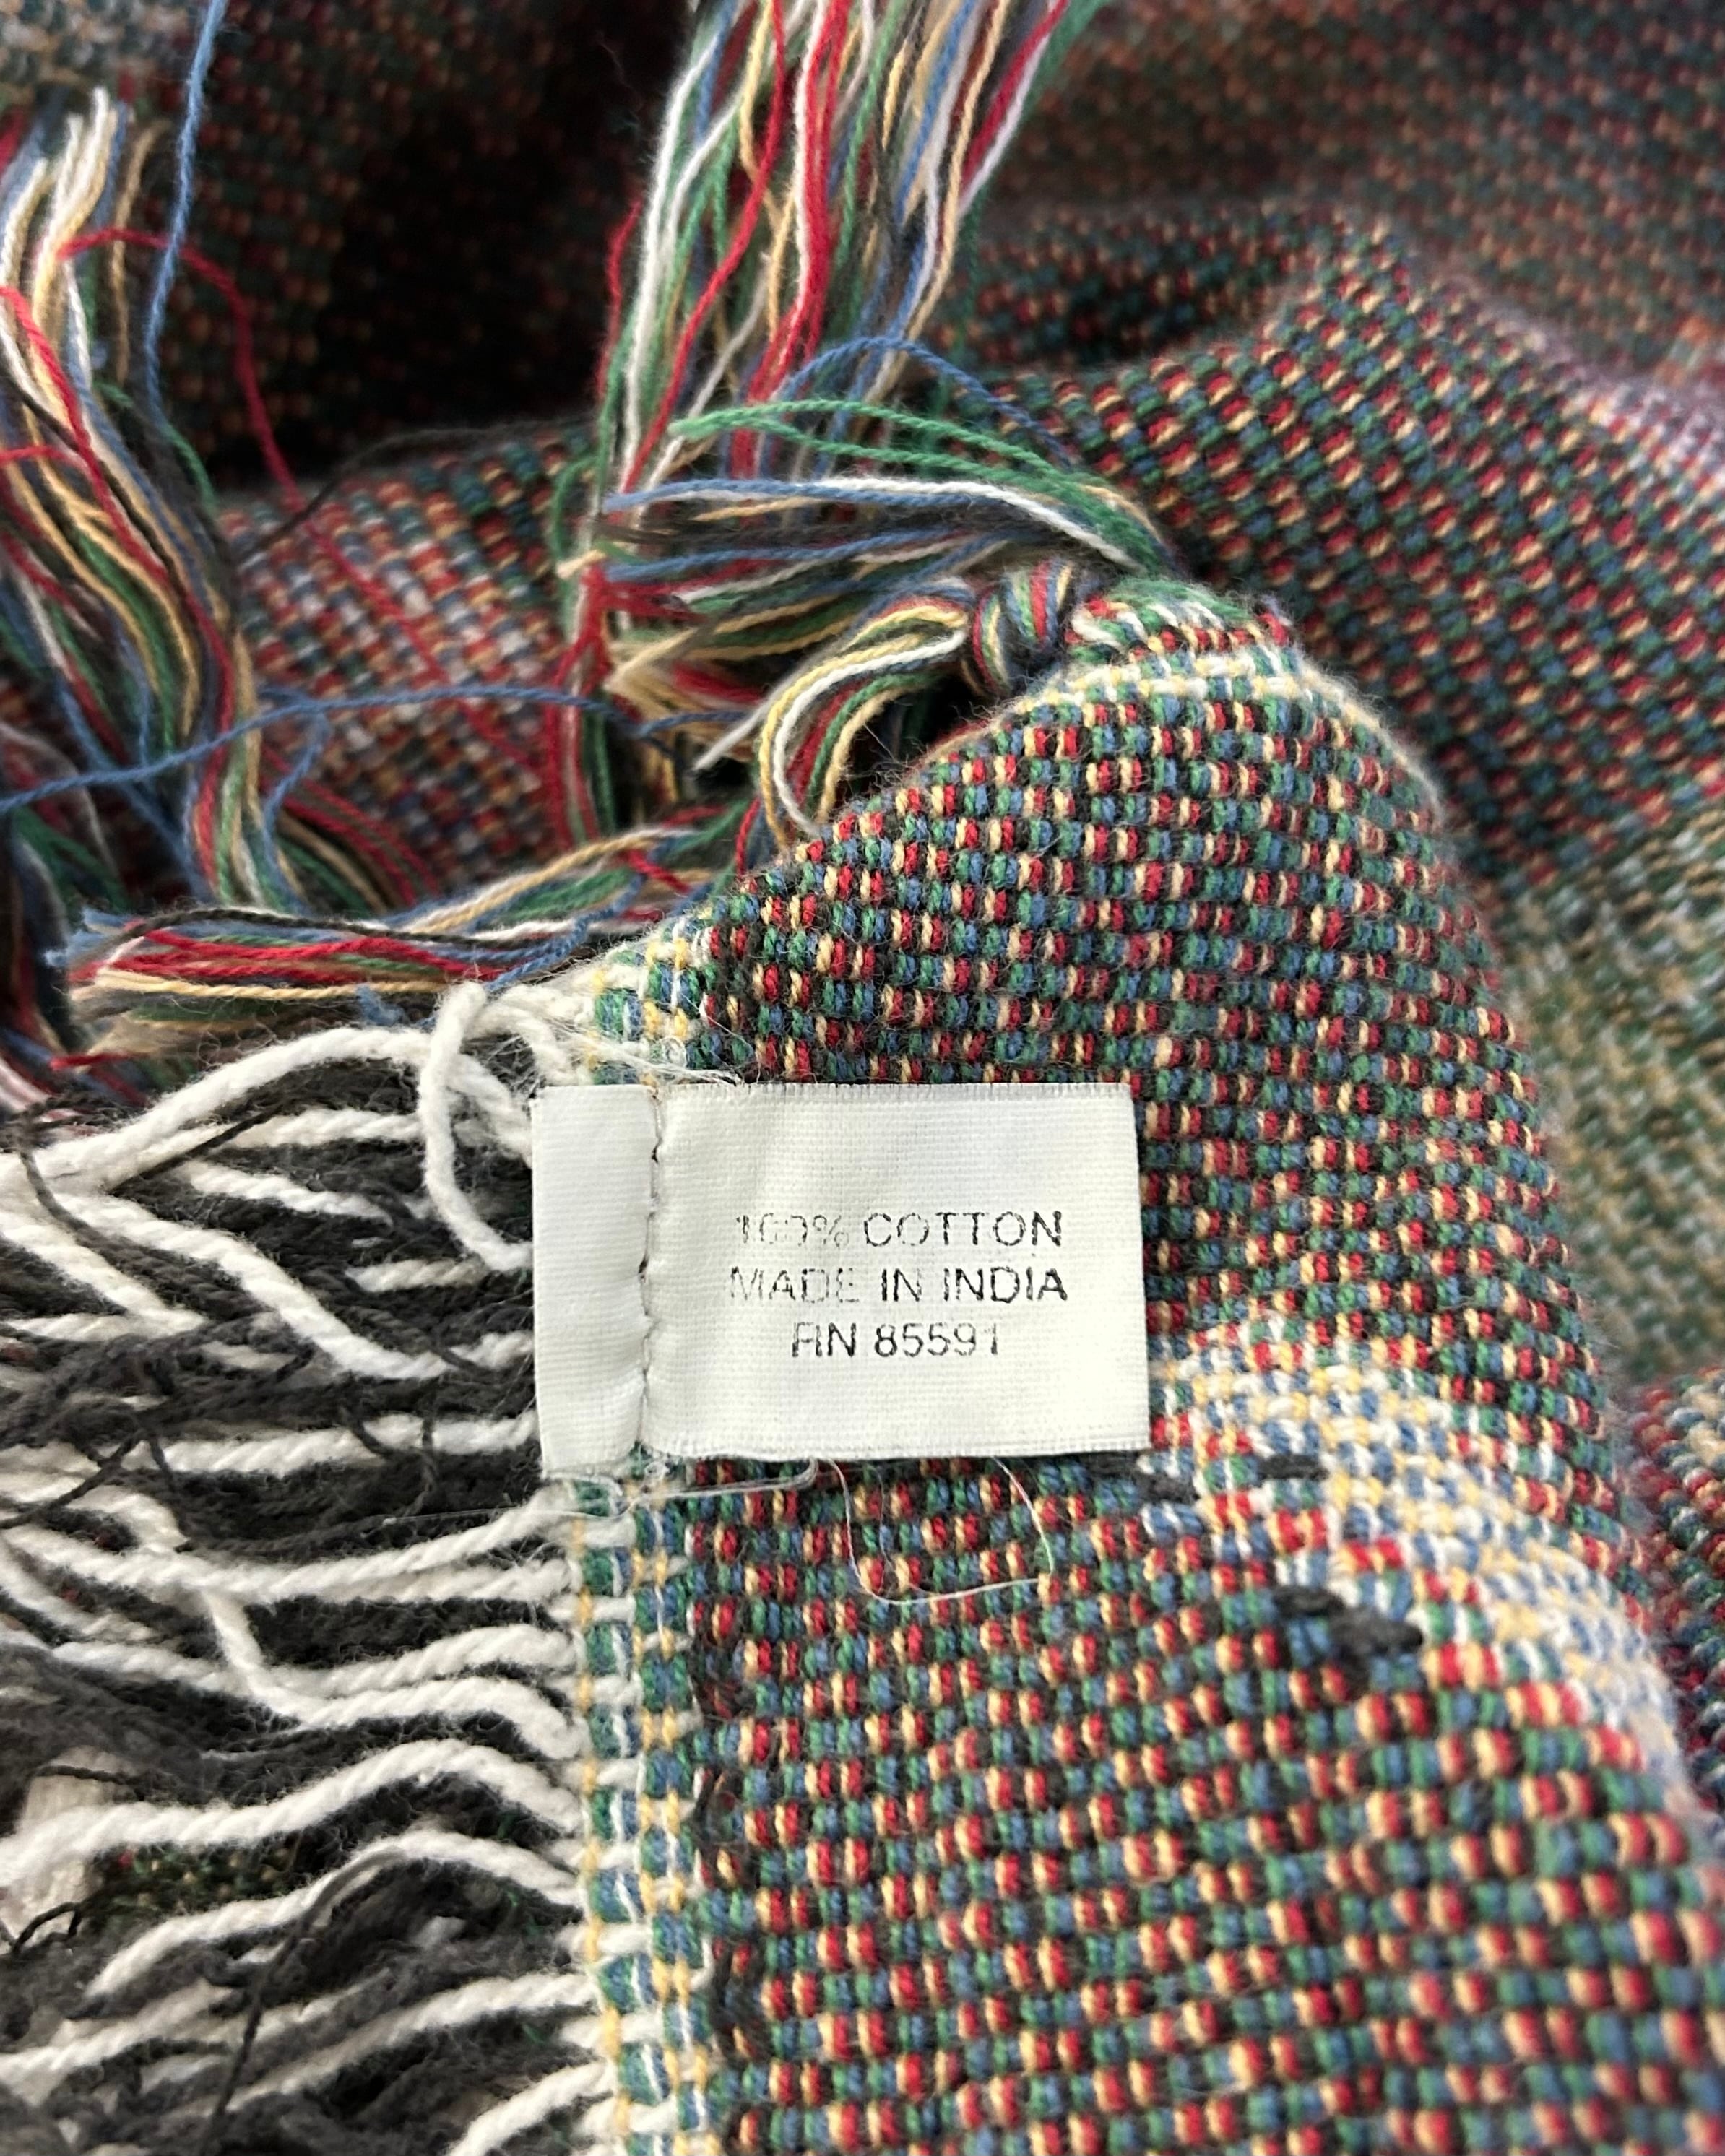 100% COTTON
MADE IN INDIA
RN 85591